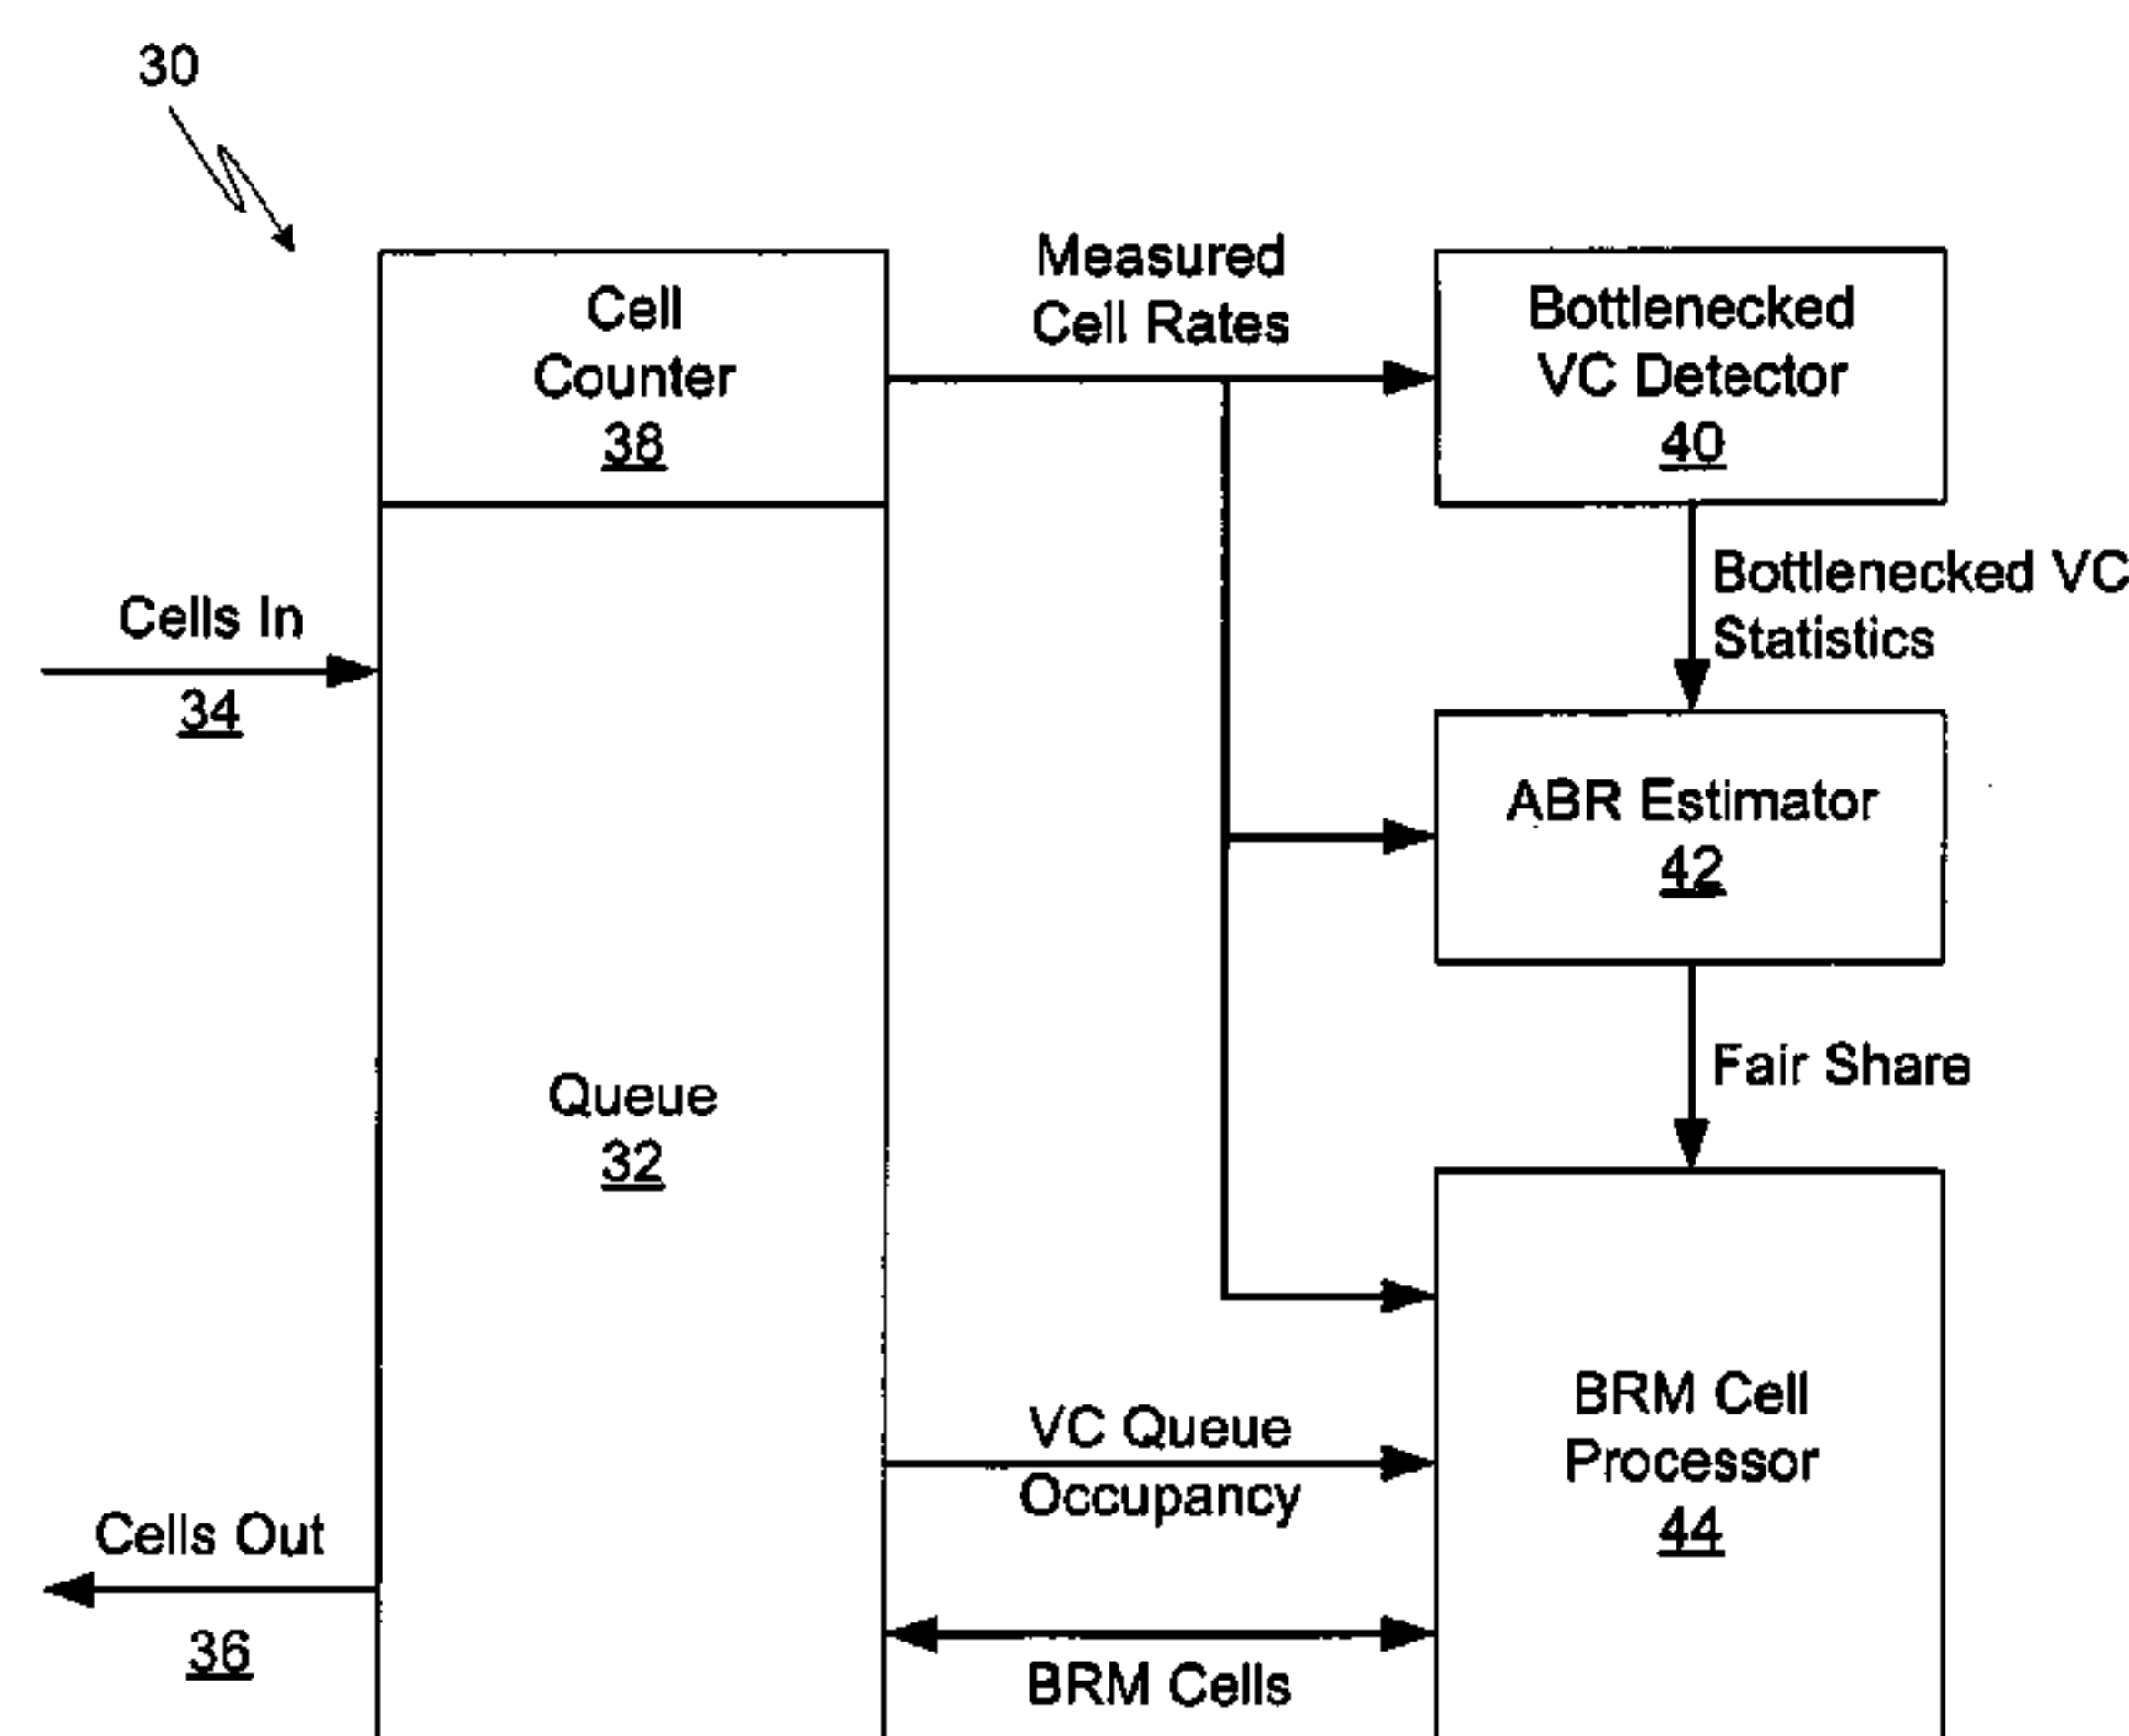 30
Measured
Cell Rates
Cell
Counter
38
Bottlenecked
VC Detector
40
Bottlenecked VC
Statistics
Cells In
34
ABR Estimator
42
Fair Share
Queue
32
BRM Cell
Processor
44
VC Queue
Occupancy
Cells Out
36
BRM Cells